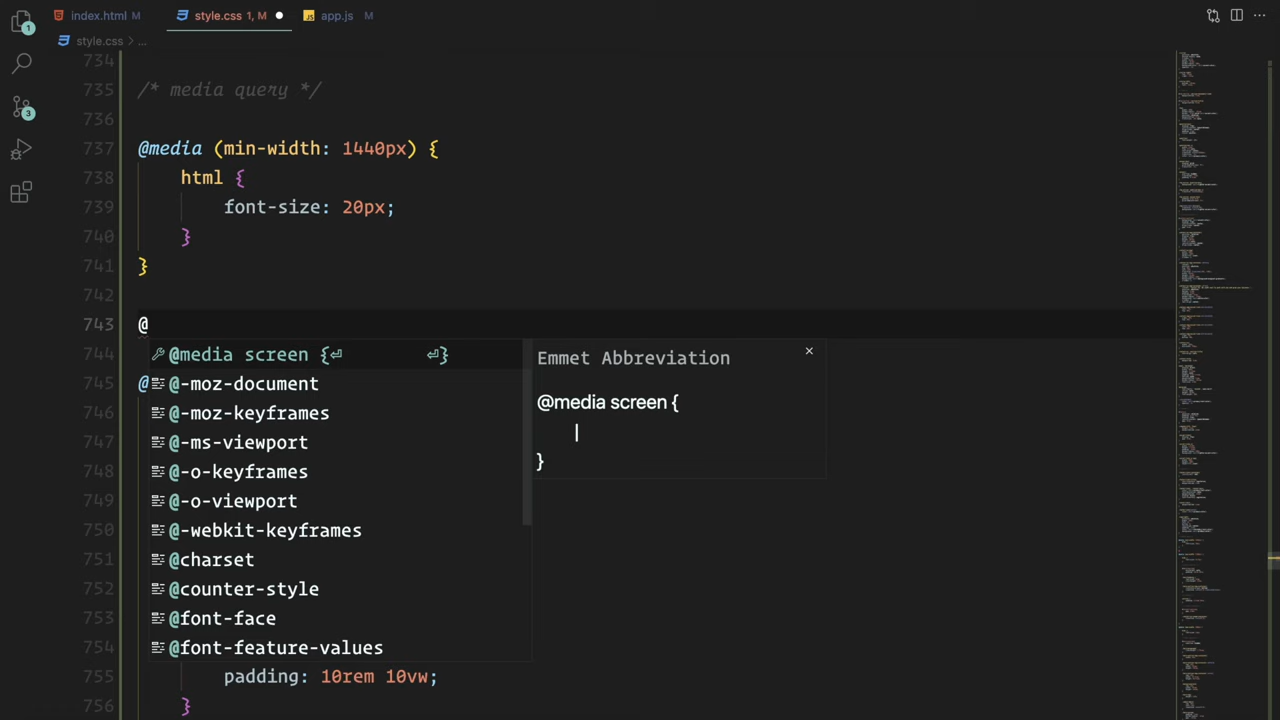 index.html M
style.css 1, M
app.js M
style.css > ...
734
735 /* media query */
736
737 @media (min-width: 1440px) {
738 html {
739 font-size: 20px;
740 }
741 }
742
743 @
744 @media screen {⏎ ⏎}
745 @ @-moz-document
746 @-moz-keyframes
747 @-ms-viewport
748 @-o-keyframes
749 @-o-viewport
750 @-webkit-keyframes
751 @charset
752 @counter-style
753 @font-face
754 @font-feature-values
755 padding: 10rem 10vw;
756 }
Emmet Abbreviation
@media screen {
|
}
1
3